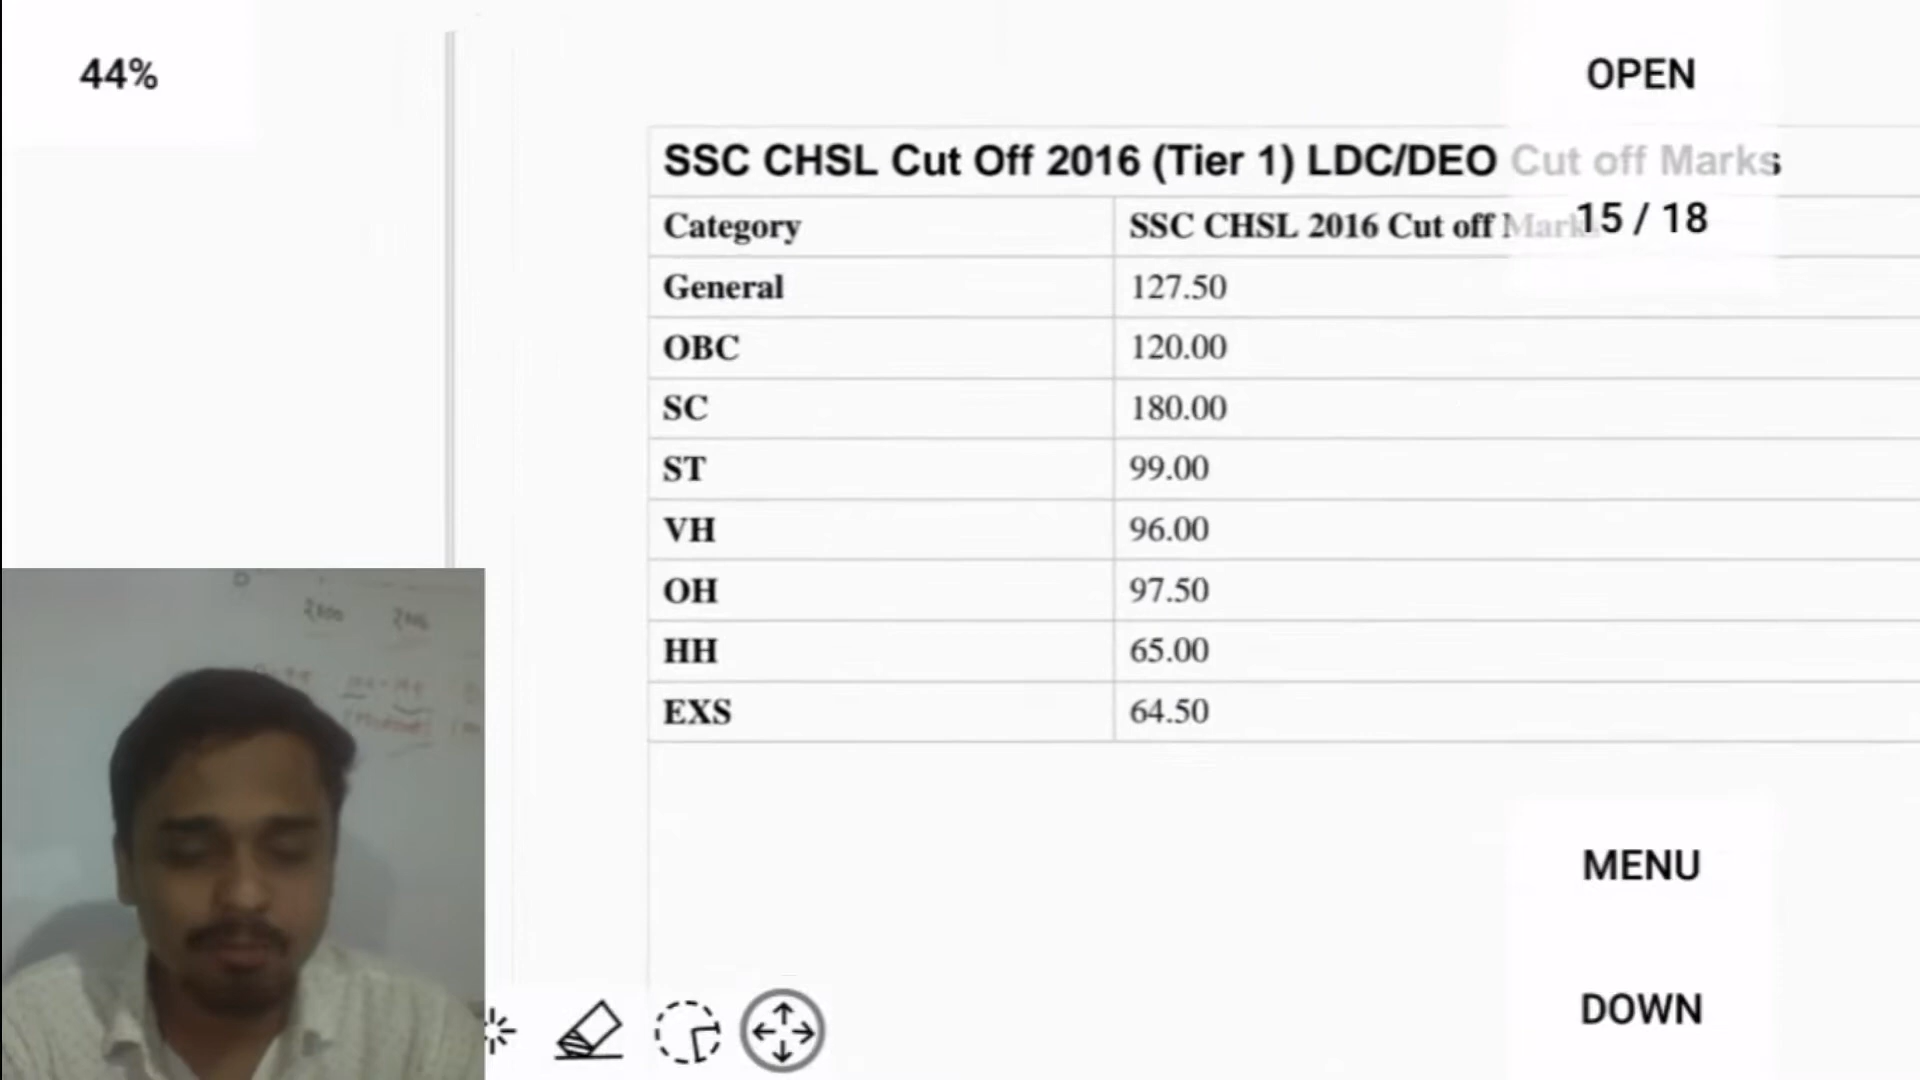 44%
OPEN
SSC CHSL Cut Off 2016 (Tier 1) LDC/DEO Cut off Marks
15 / 18
Category SSC CHSL 2016 Cut off Mark
General 127.50
OBC 120.00
SC 180.00
ST 99.00
VH 96.00
OH 97.50
HH 65.00
EXS 64.50
MENU
DOWN